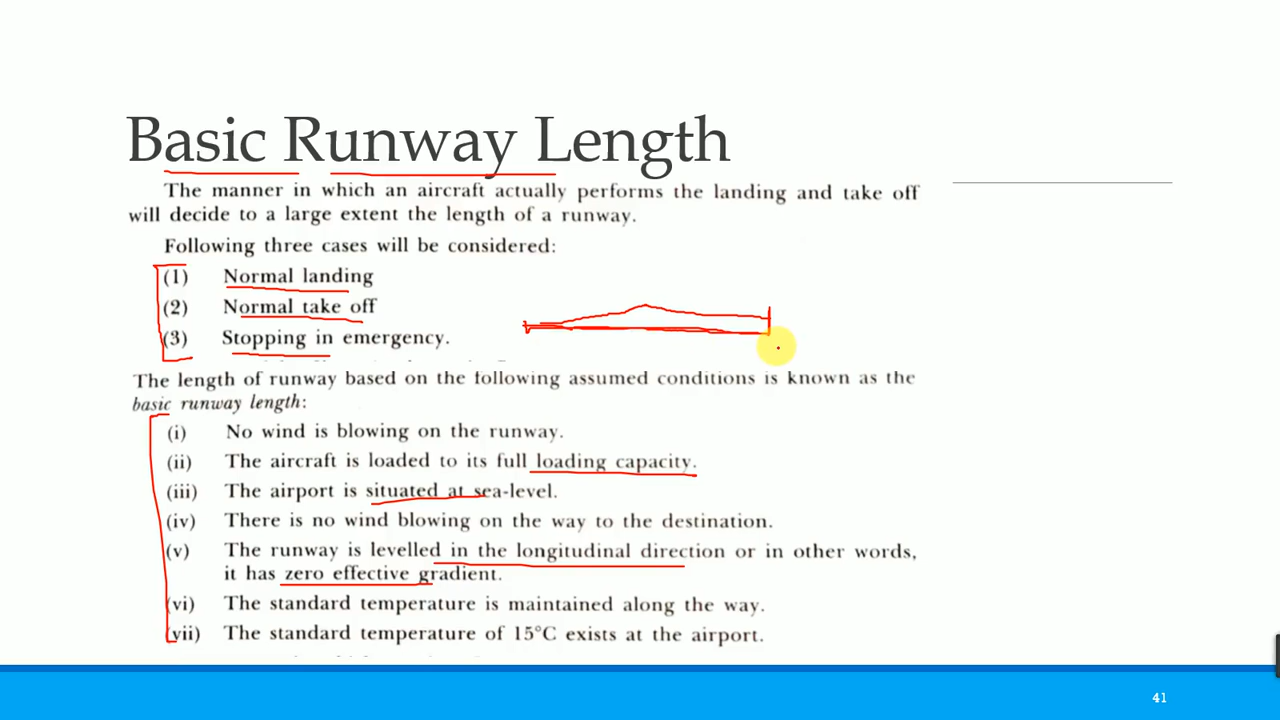 Basic Runway Length
The manner in which an aircraft actually performs the landing and take off
will decide to a large extent the length of a runway.
Following three cases will be considered:
(1) Normal landing
(2) Normal take off
(3) Stopping in emergency.
The length of runway based on the following assumed conditions is known as the
basic runway length:
(i) No wind is blowing on the runway.
(ii) The aircraft is loaded to its full loading capacity.
(iii) The airport is situated at sea-level.
(iv) There is no wind blowing on the way to the destination.
(v) The runway is levelled in the longitudinal direction or in other words,
it has zero effective gradient.
(vi) The standard temperature is maintained along the way.
(vii) The standard temperature of 15°C exists at the airport.
41